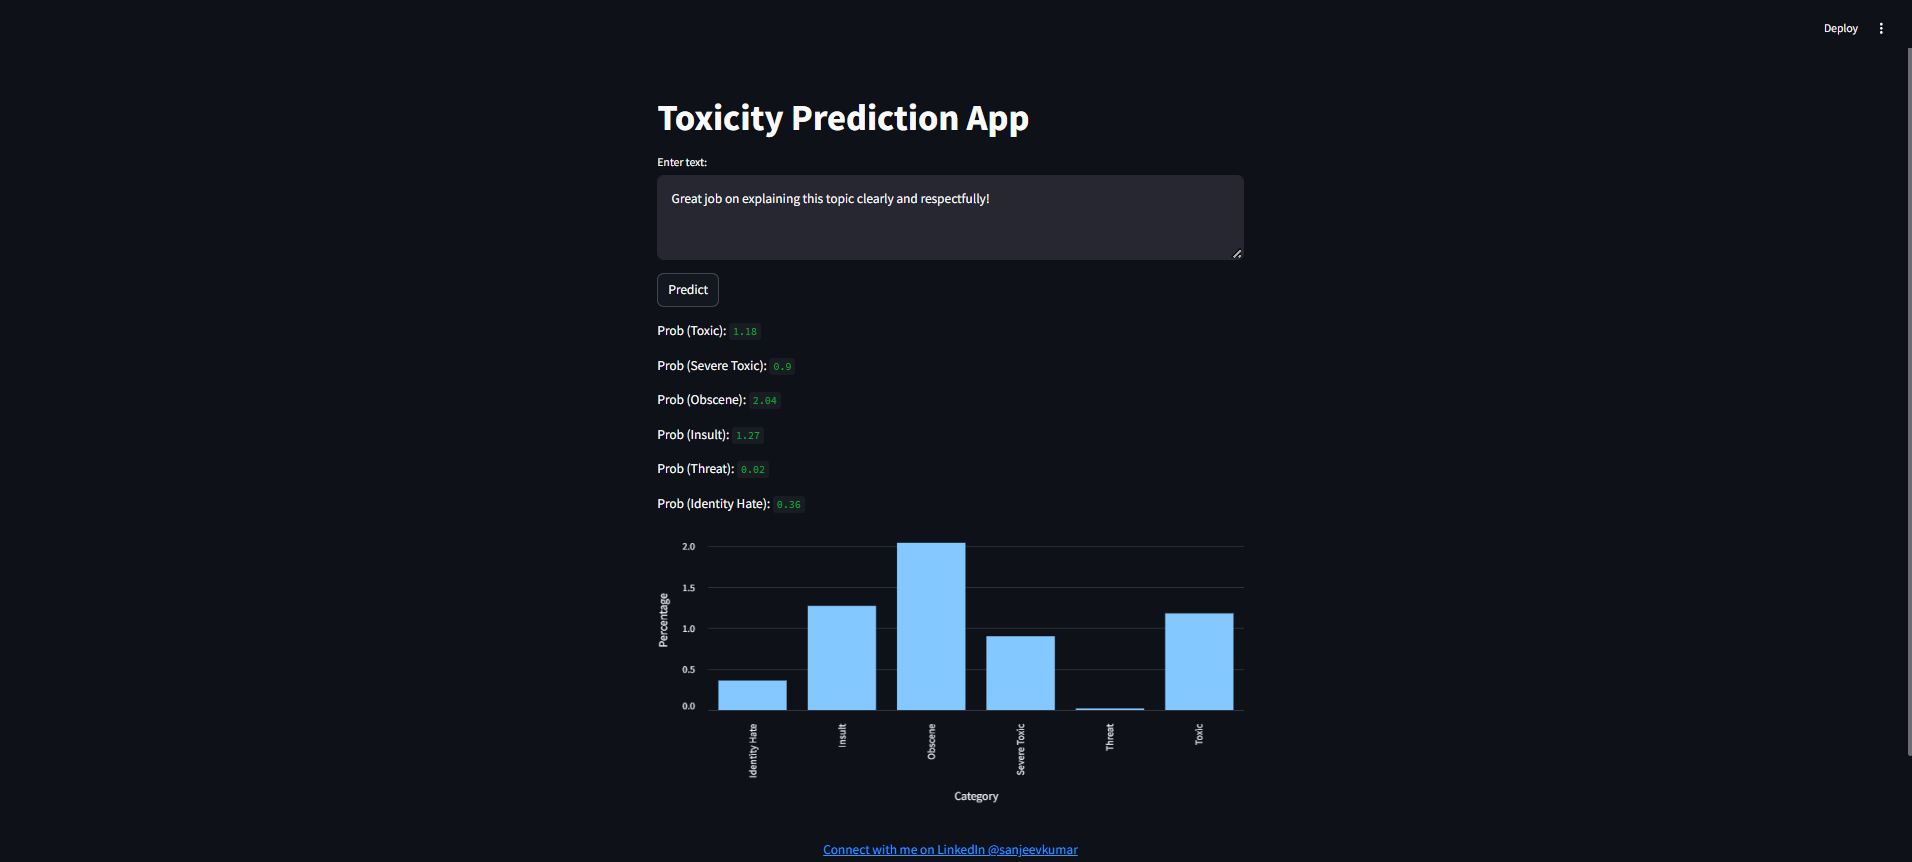 Deploy
Toxicity Prediction App
Enter text:
Great job on explaining this topic clearly and respectfully!
Predict
Prob (Toxic): 1.18
Prob (Severe Toxic): 0.9
Prob (Obscene): 2.04
Prob (Insult): 1.27
Prob (Threat): 0.02
Prob (Identity Hate): 0.36
2.0
1.5
1.0
0.5
0.0
Percentage
Identity Hate
Insult
Obscene
Severe Toxic
Threat
Toxic
Category
Connect with me on LinkedIn @sanjeevkumar